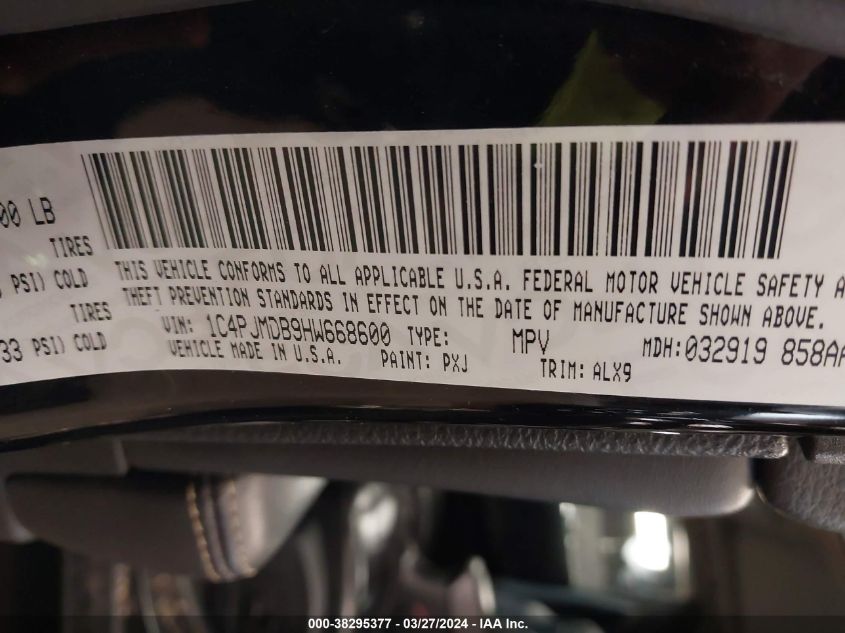 00 LB
TIRES
PSI) COLD
TIRES
33 PSI) COLD
THIS VEHICLE CONFORMS TO ALL APPLICABLE U.S.A. FEDERAL MOTOR VEHICLE SAFETY A
THEFT PREVENTION STANDARDS IN EFFECT ON THE DATE OF MANUFACTURE SHOWN ABOVE.
VIN: 1C4PJMDB9HW668600 TYPE: MPV MDH:032919 858AA
VEHICLE MADE IN U.S.A. PAINT: PXJ TRIM: ALX9
000-38295377 - 03/27/2024 - IAA Inc.